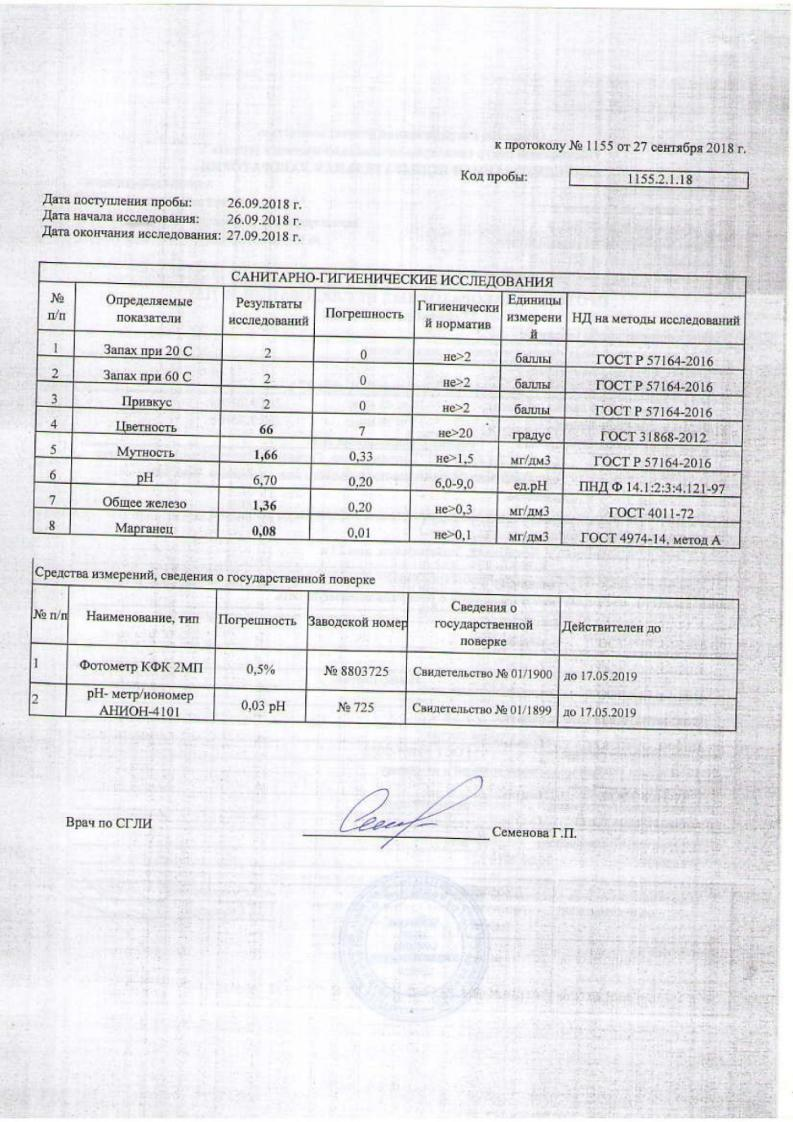 к протоколу № 1155 от 27 сентября 2018 г.
Код пробы: 1155.2.1.18
Дата поступления пробы: 26.09.2018 г.
Дата начала исследования: 26.09.2018 г.
Дата окончания исследования: 27.09.2018 г.
САНИТАРНО-ГИГИЕНИЧЕСКИЕ ИССЛЕДОВАНИЯ
№ п/п Определяемые показатели Результаты исследований Погрешность Гигиенически й норматив Единицы измерени й НД на методы исследований
1 Запах при 20 С 2 0 не>2 баллы ГОСТ Р 57164-2016
2 Запах при 60 С 2 0 не>2 баллы ГОСТ Р 57164-2016
3 Привкус 2 0 не>2 баллы ГОСТ Р 57164-2016
4 Цветность 66 7 не>20 градус ГОСТ 31868-2012
5 Мутность 1,66 0,33 не>1,5 мг/дм3 ГОСТ Р 57164-2016
6 pH 6,70 0,20 6,0-9,0 ед.pH ПНД Ф 14.1:2:3:4.121-97
7 Общее железо 1,36 0,20 не>0,3 мг/дм3 ГОСТ 4011-72
8 Марганец 0,08 0,01 не>0,1 мг/дм3 ГОСТ 4974-14, метод А
Средства измерений, сведения о государственной поверке
№ п/п Наименование, тип Погрешность Заводской номер Сведения о государственной поверке Действителен до
1 Фотометр КФК 2МП 0,5% № 8803725 Свидетельство № 01/1900 до 17.05.2019
2 pH- метр/иономер АНИОН-4101 0,03 pH № 725 Свидетельство № 01/1899 до 17.05.2019
Врач по СГЛИ Семенова Г.П.